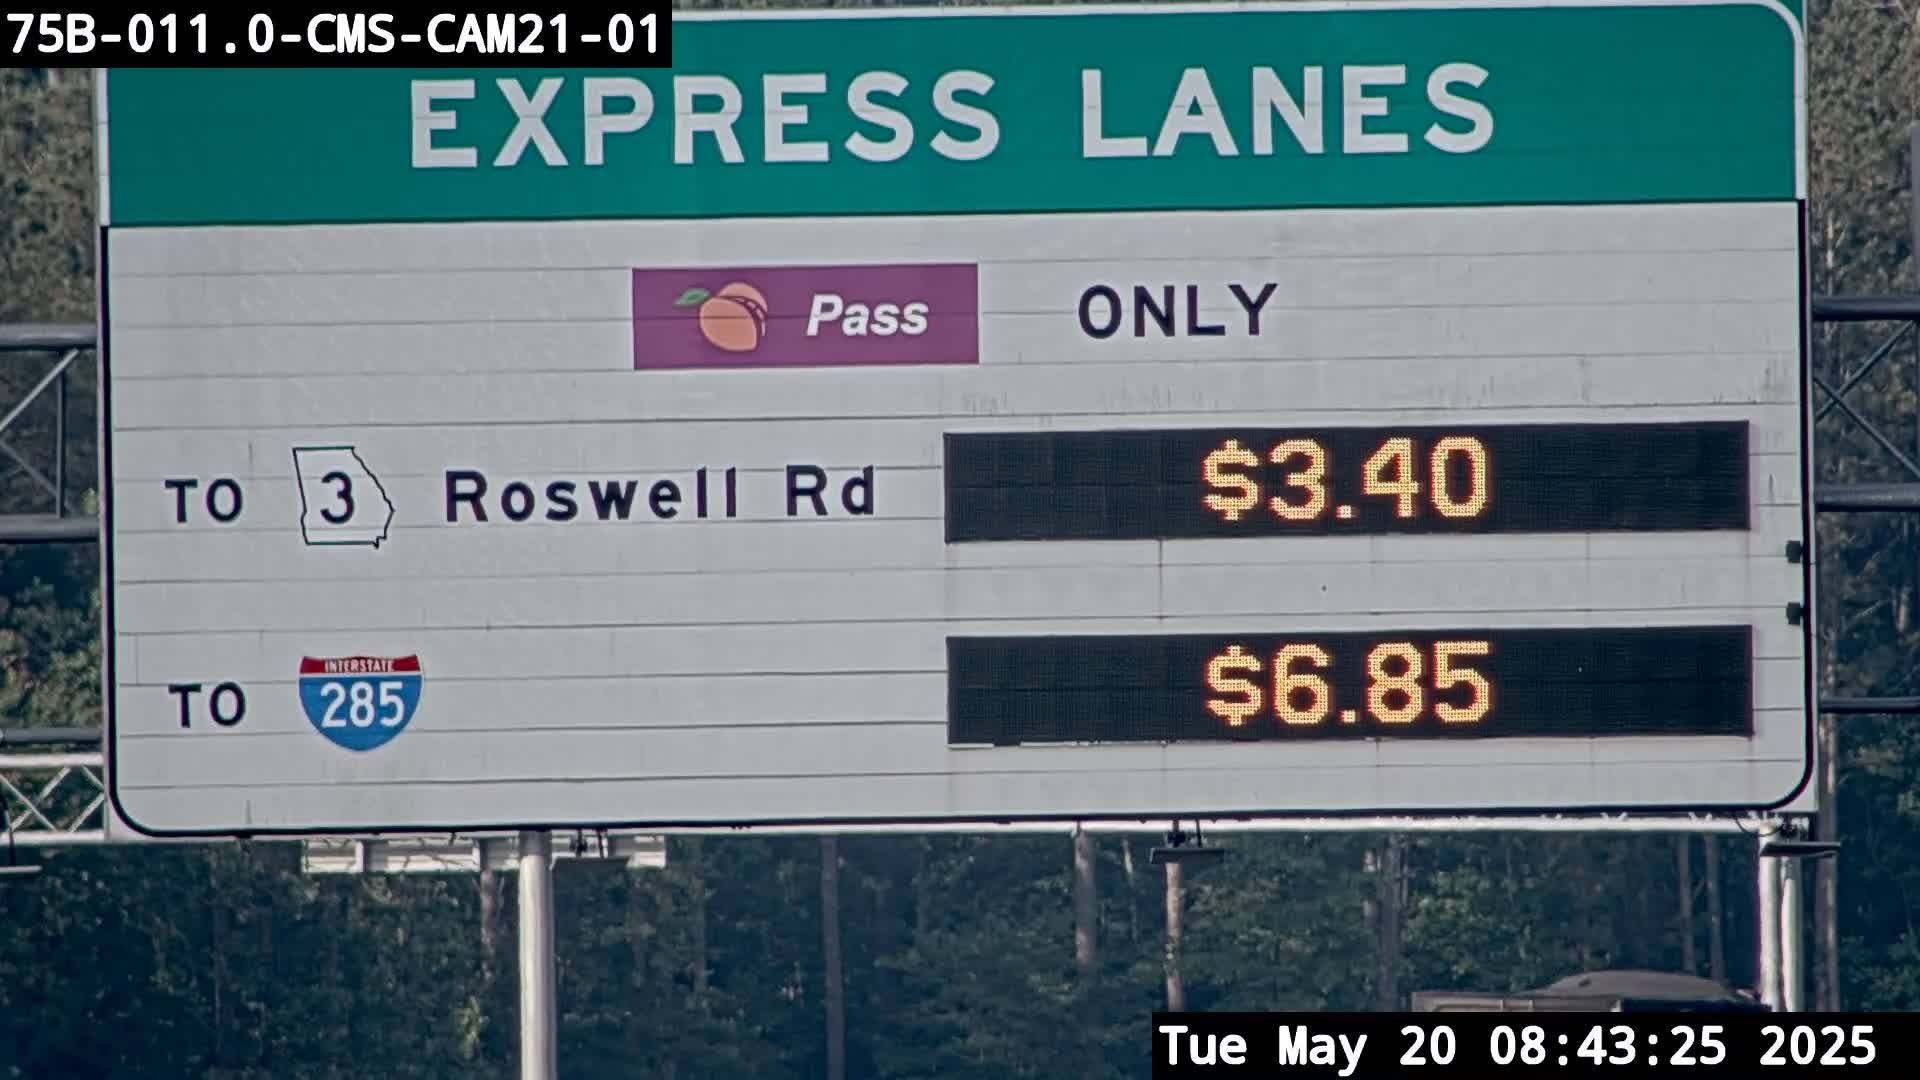 75B-011.0-CMS-CAM21-01
EXPRESS LANES
Pass ONLY
TO 3 Roswell Rd $3.40
TO INTERSTATE 285 $6.85
Tue May 20 08:43:25 2025